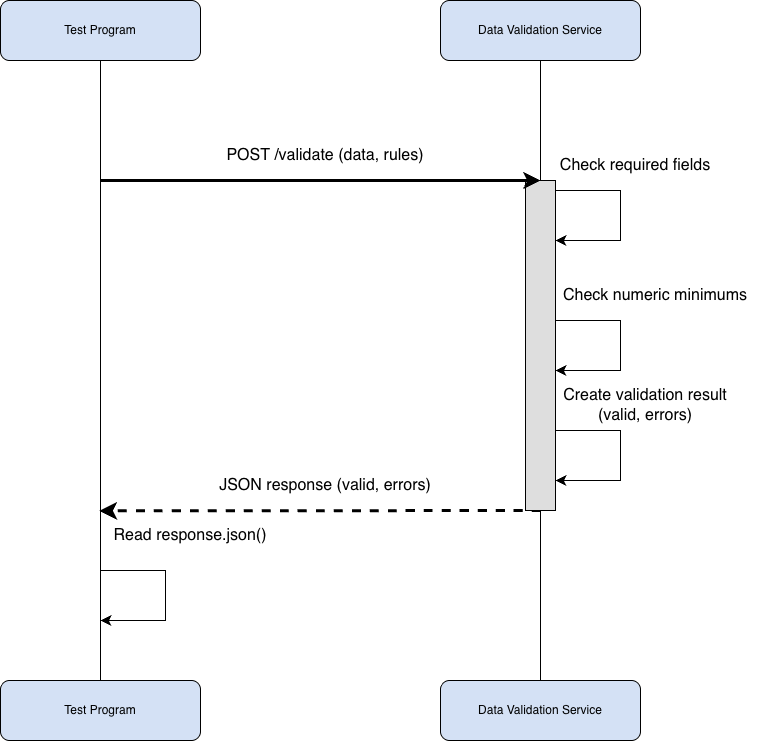 Test Program
Data Validation Service
POST /validate (data, rules)
Check required fields
Check numeric minimums
Create validation result
(valid, errors)
JSON response (valid, errors)
Read response.json()
Test Program
Data Validation Service